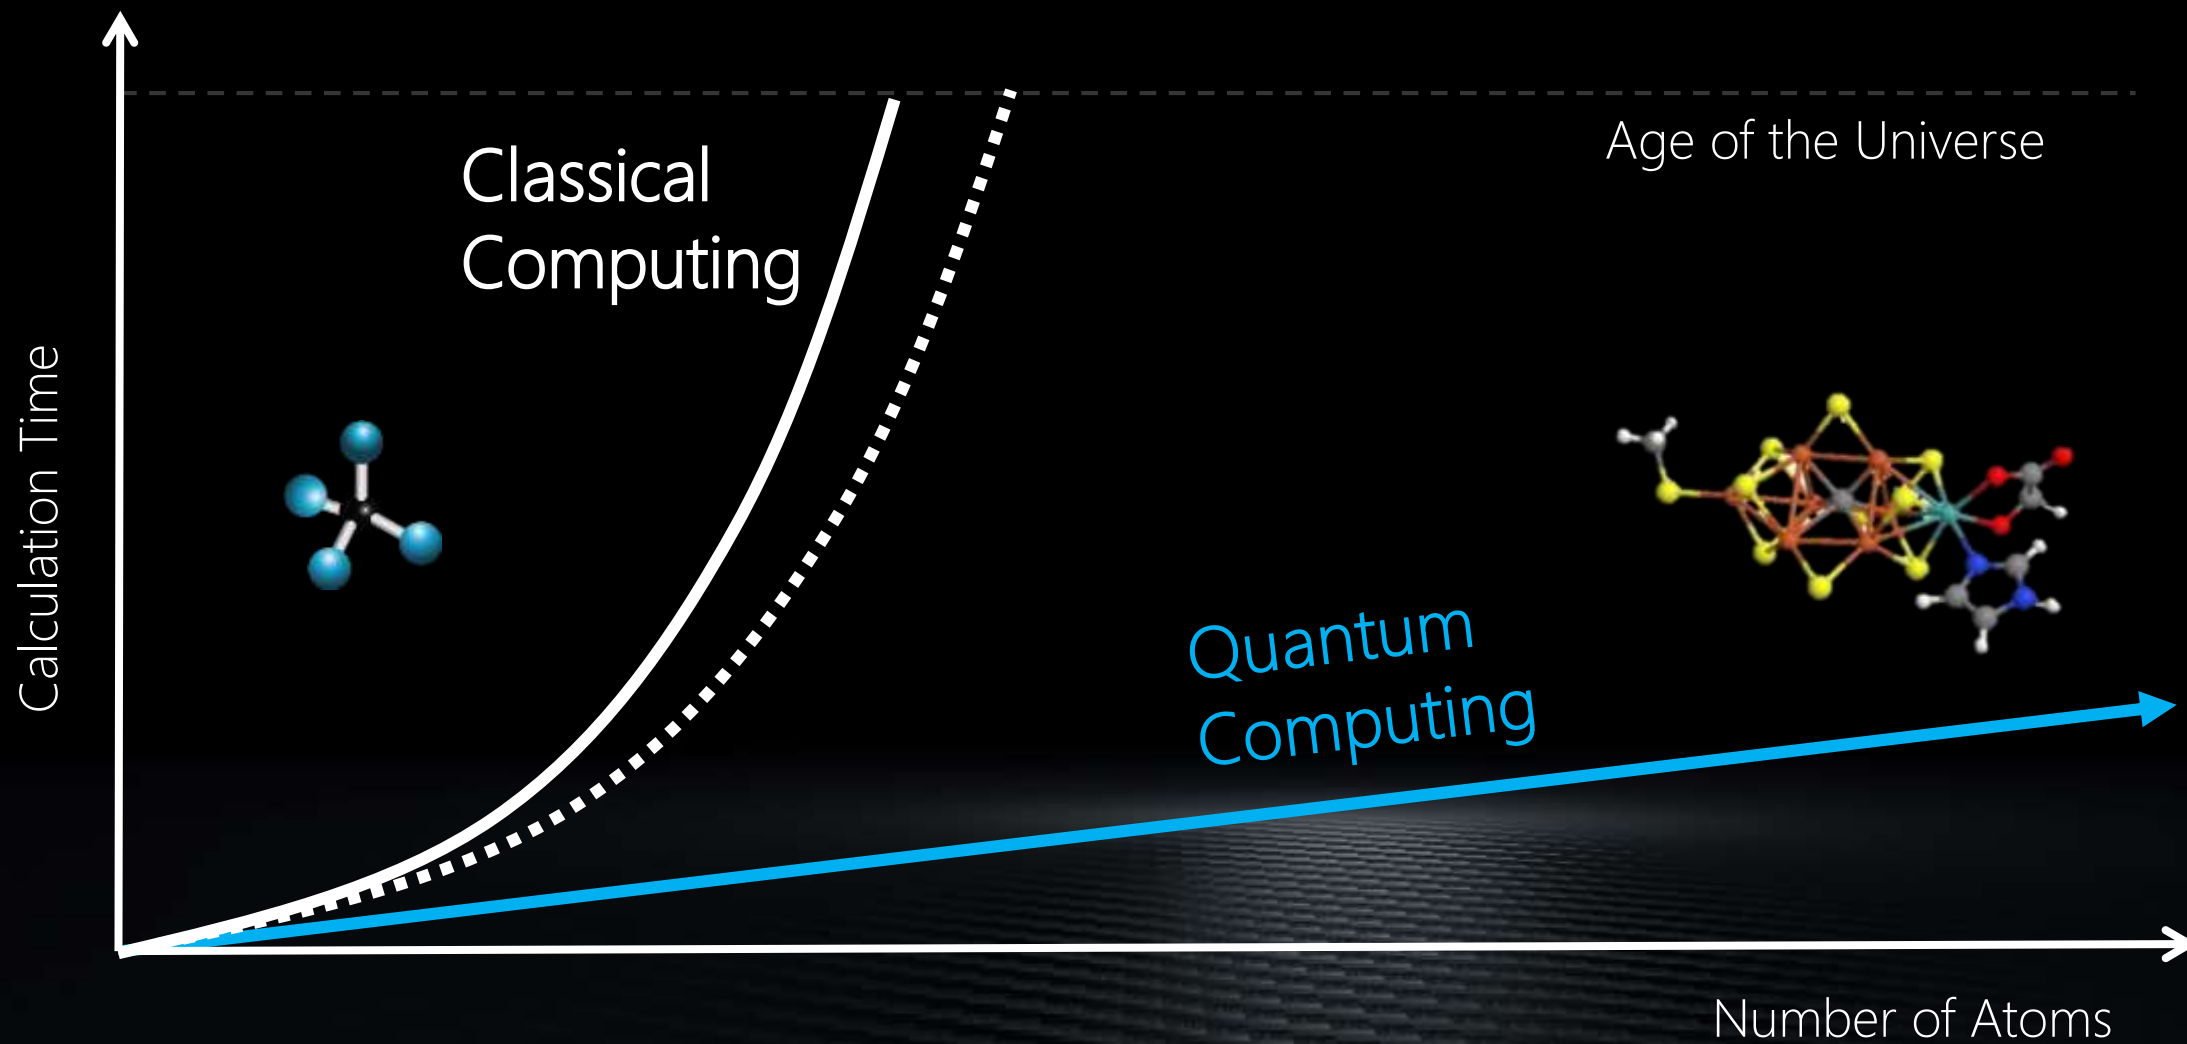 Age of the Universe
Classical
Computing
Calculation Time
Quantum
Computing
Number of Atoms